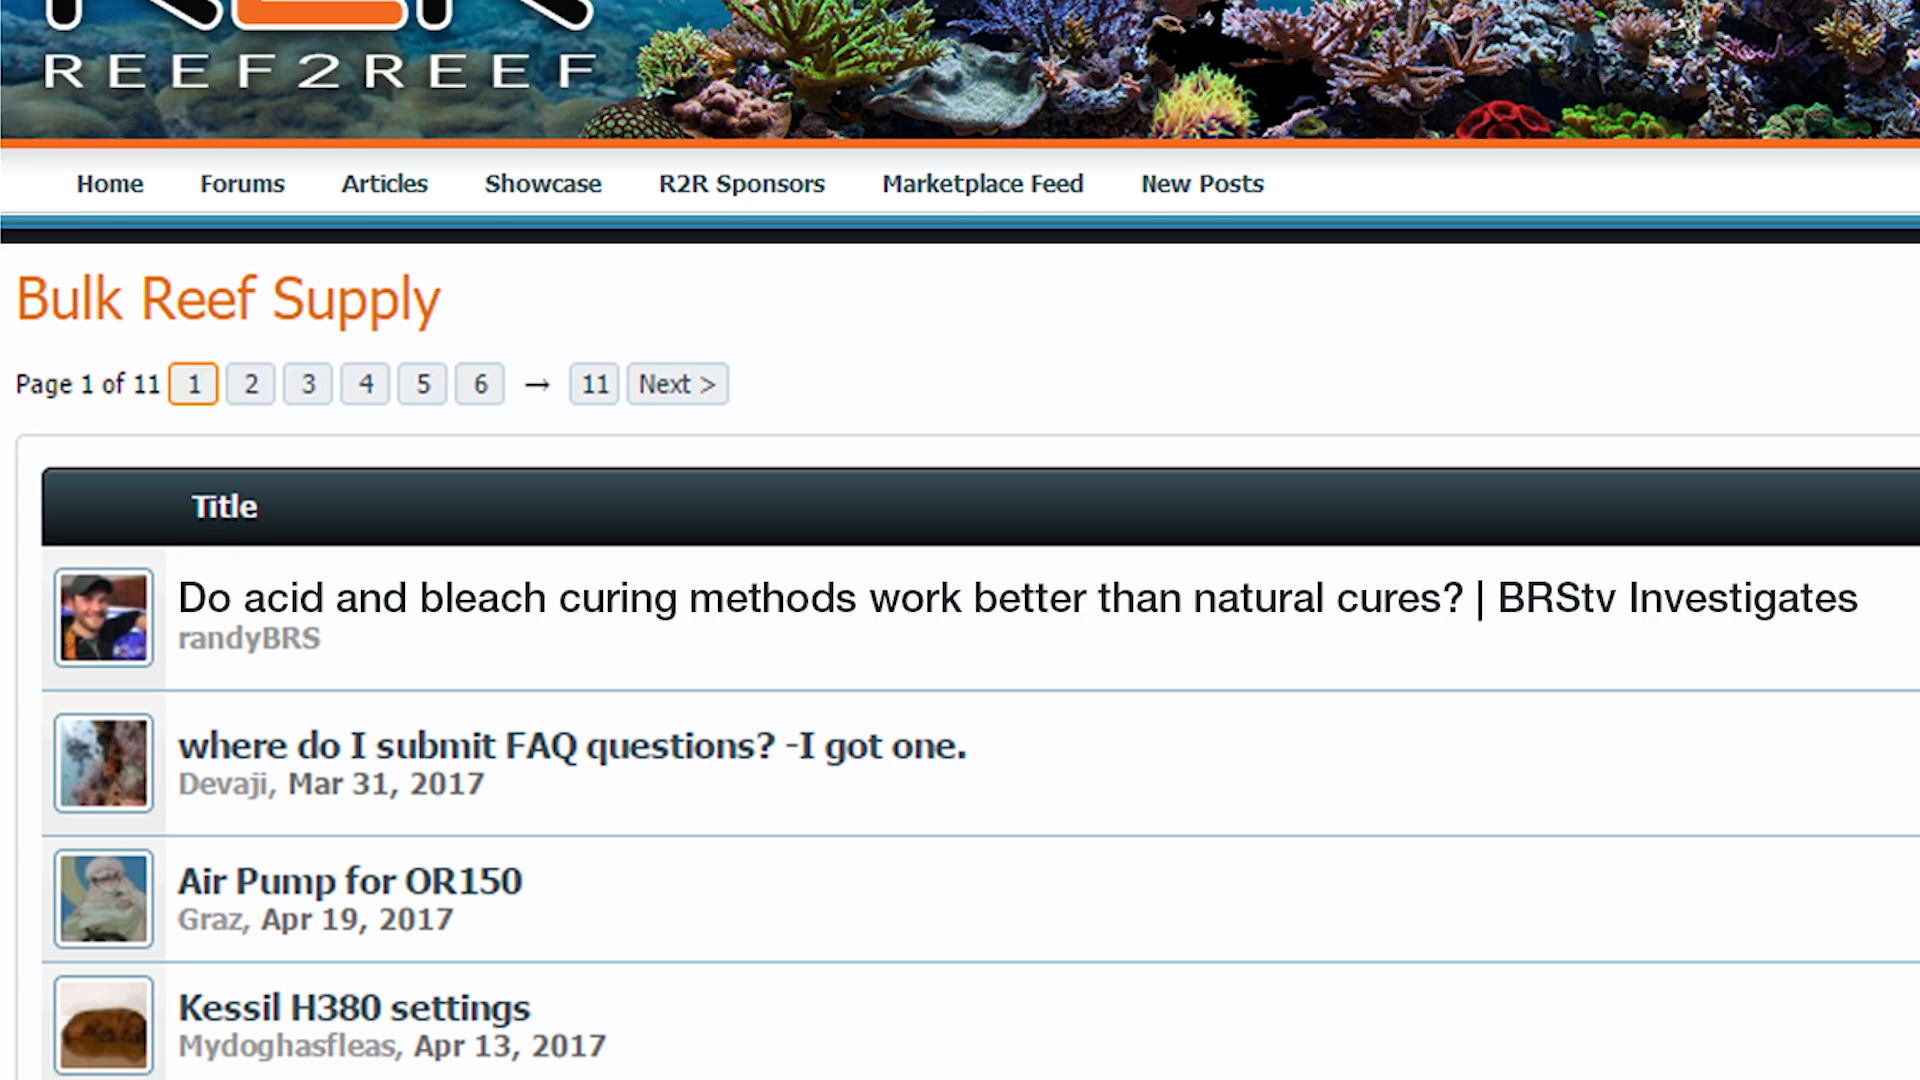 REEF2REEF
Home Forums Articles Showcase R2R Sponsors Marketplace Feed New Posts
Bulk Reef Supply
Page 1 of 11 1 2 3 4 5 6 → 11 Next >
Title
Do acid and bleach curing methods work better than natural cures? | BRStv Investigates
randyBRS
where do I submit FAQ questions? -I got one.
Devaji, Mar 31, 2017
Air Pump for OR150
Graz, Apr 19, 2017
Kessil H380 settings
Mydoghasfleas, Apr 13, 2017